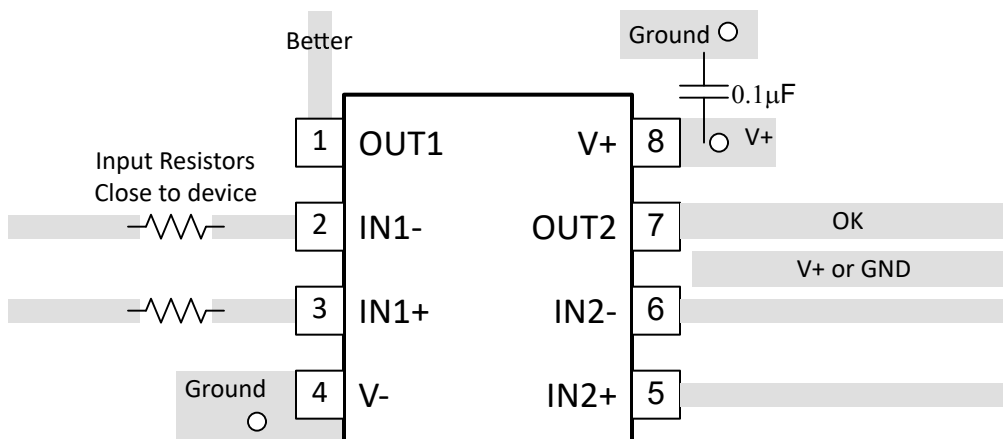 Better
Ground
0.1μF
1 OUT1
V+ 8
V+
Input Resistors
Close to device
2 IN1-
OUT2 7
OK
V+ or GND
3 IN1+
IN2- 6
Ground
4 V-
IN2+ 5